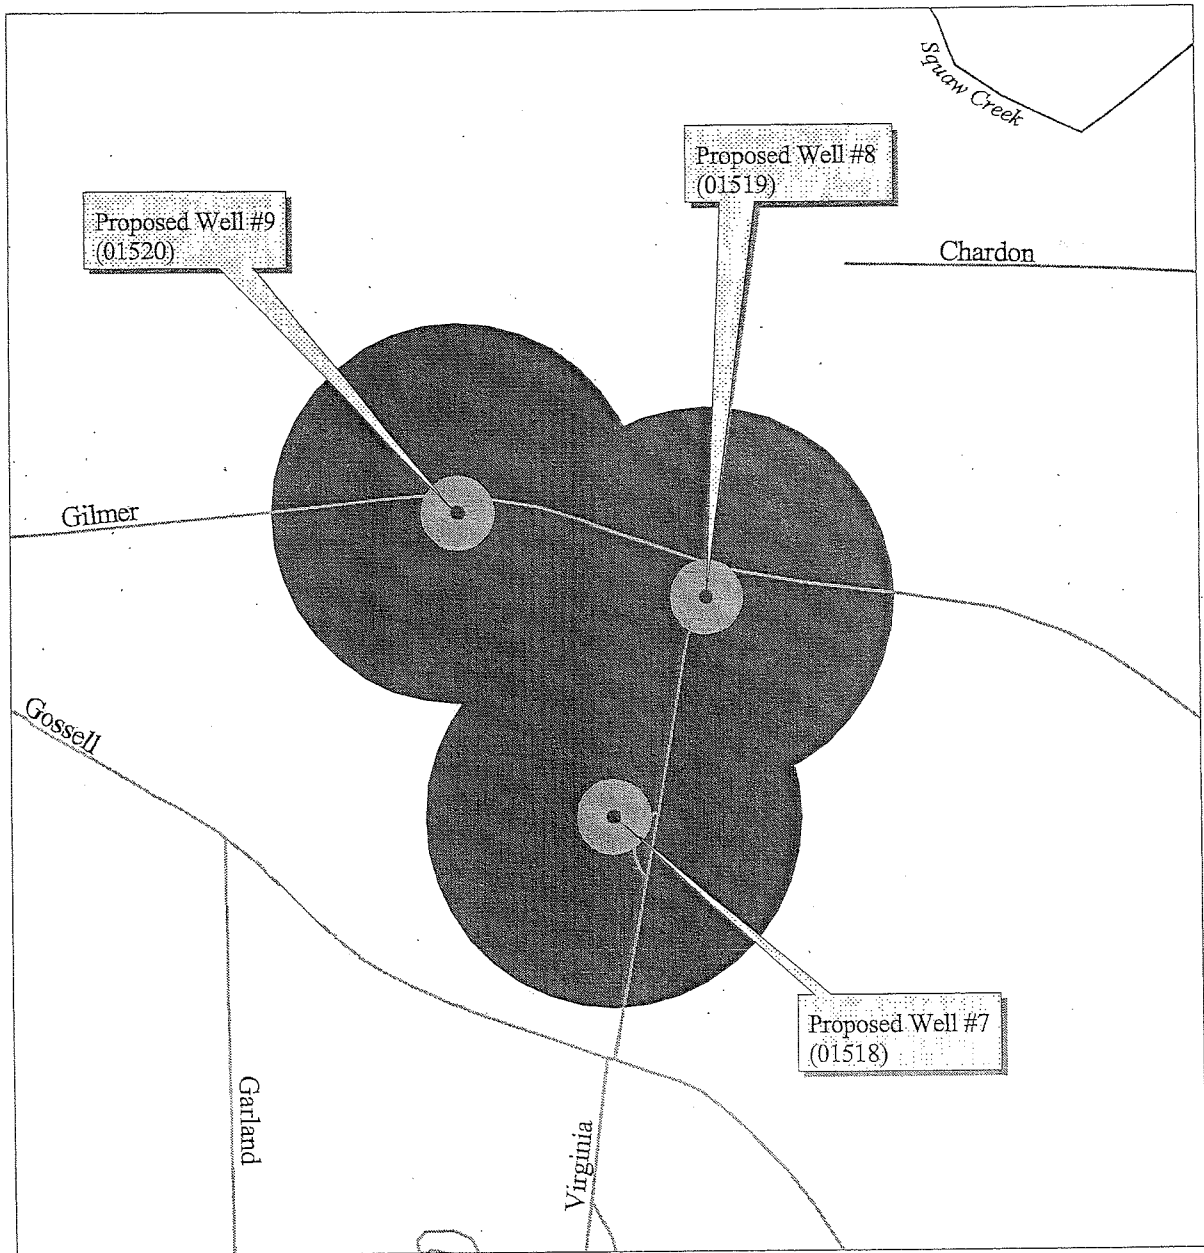 Squaw Creek
Proposed Well #8
(01519)
Proposed Well #9
(01520)
Chardon
Gilmer
Gossell
Proposed Well #7
(01518)
Garland
Virginia